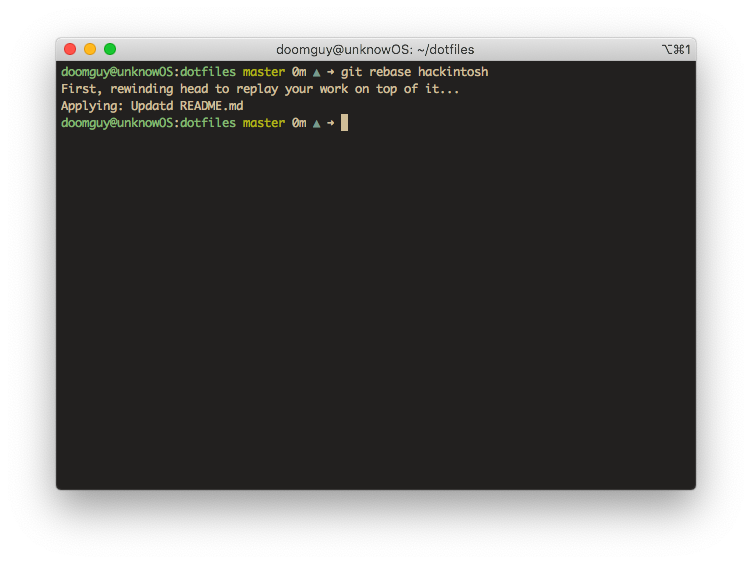 doomguy@unknowOS: ~/dotfiles ⌥⌘1
doomguy@unknowOS:dotfiles master 0m ▲ ➜ git rebase hackintosh
First, rewinding head to replay your work on top of it...
Applying: Updatd README.md
doomguy@unknowOS:dotfiles master 0m ▲ ➜